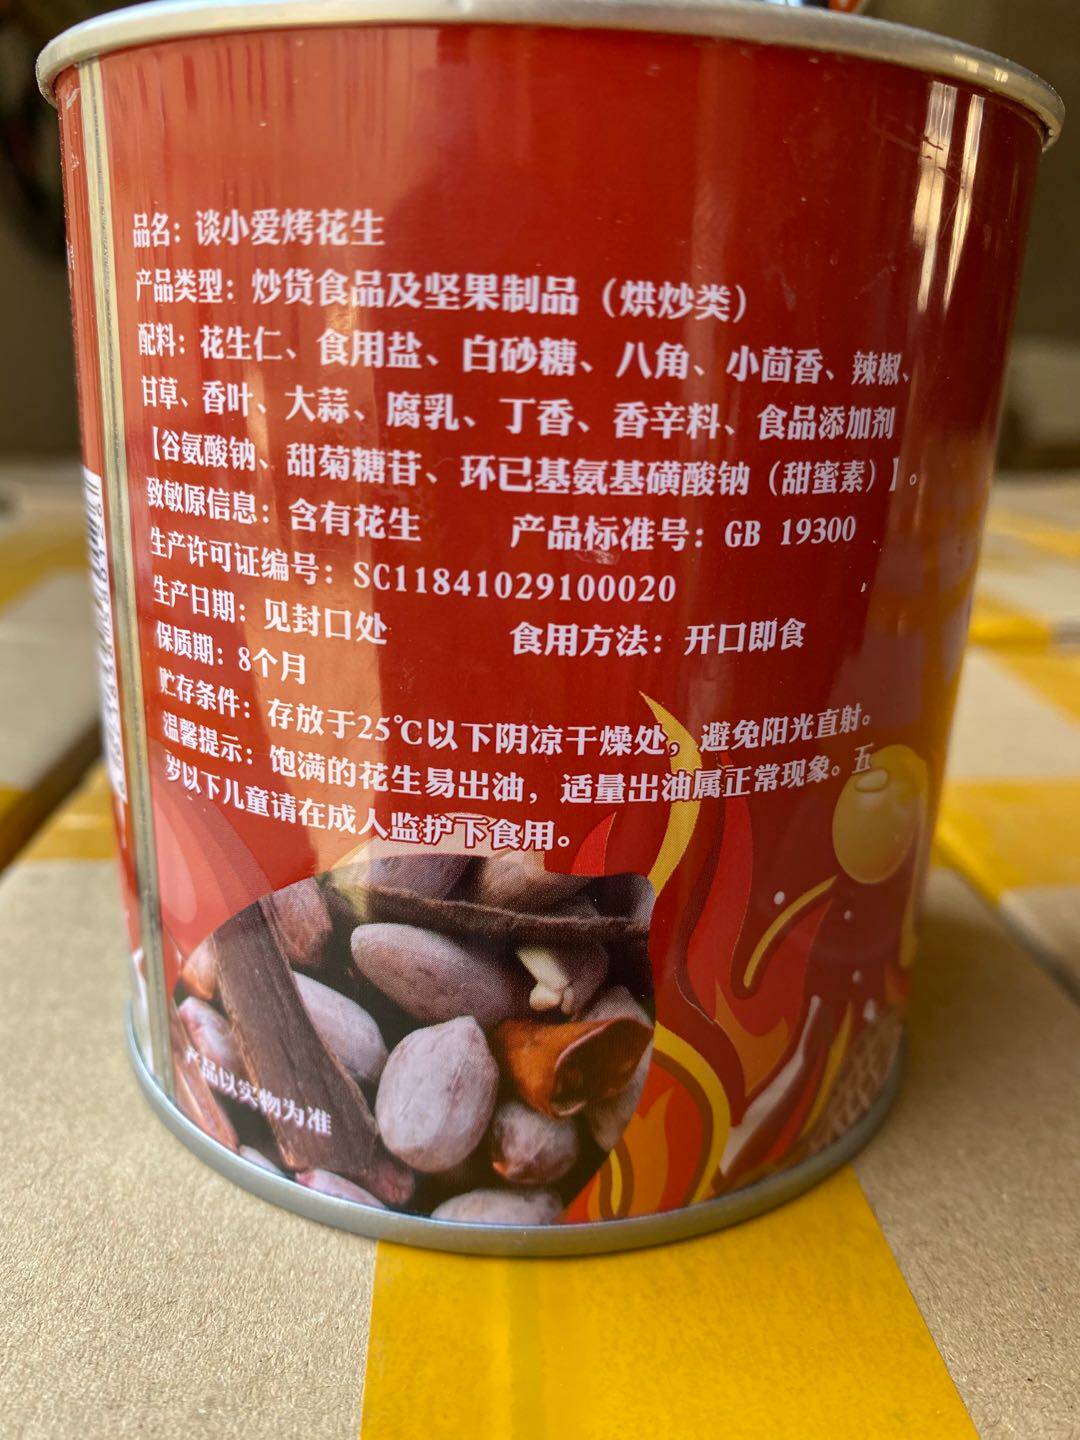 品名：谈小爱烤花生
产品类型：炒货食品及坚果制品（烘炒类）
配料：花生仁、食用盐、白砂糖、八角、小茴香、辣椒、
甘草、香叶、大蒜、腐乳、丁香、香辛料、食品添加剂
【谷氨酸钠、甜菊糖苷、环已基氨基磺酸钠（甜蜜素）】。
致敏原信息：含有花生 产品标准号：GB 19300
生产许可证编号：SC11841029100020
生产日期：见封口处 食用方法：开口即食
保质期：8个月
贮存条件：存放于25℃以下阴凉干燥处，避免阳光直射。
温馨提示：饱满的花生易出油，适量出油属正常现象。五
岁以下儿童请在成人监护下食用。
产品以实物为准